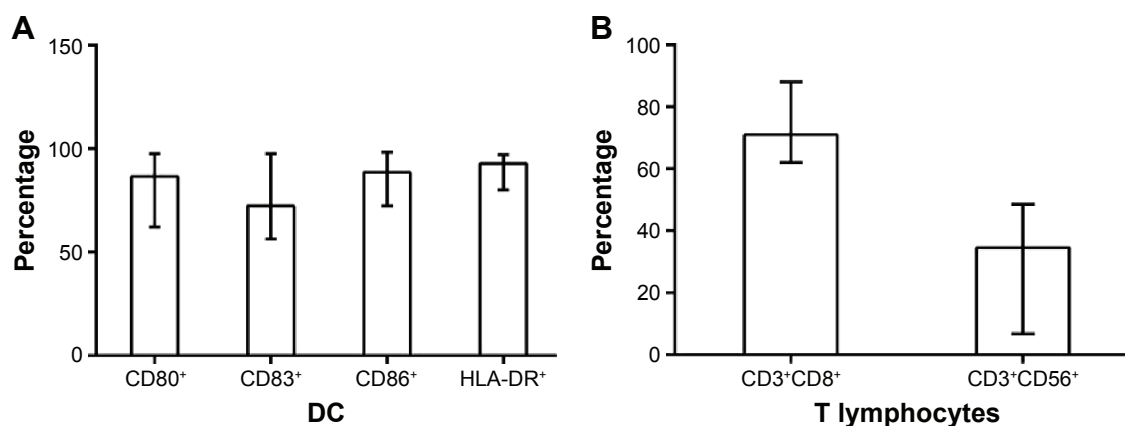 A
Percentage
150
100
50
0
CD80⁺ CD83⁺ CD86⁺ HLA-DR⁺
DC
B
Percentage
100
80
60
40
20
0
CD3⁺CD8⁺ CD3⁺CD56⁺
T lymphocytes